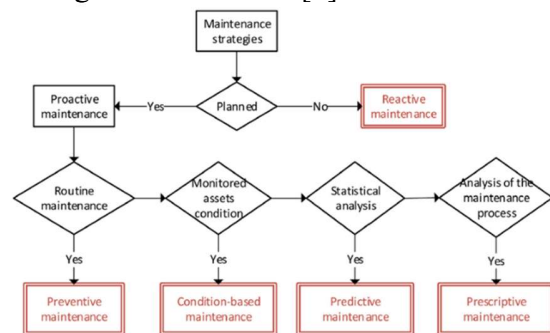 Maintenance
strategies
Proactive
maintenance
Yes
Planned
No
Reactive
maintenance
Routine
maintenance
Monitored
assets
condition
Statistical
analysis
Analysis of the
maintenance
process
Yes
Yes
Yes
Yes
Preventive
maintenance
Condition-based
maintenance
Predictive
maintenance
Prescriptive
maintenance